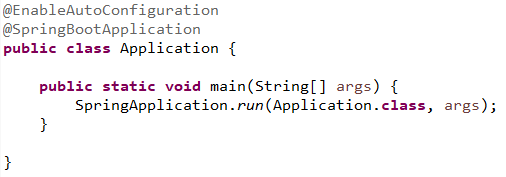 @EnableAutoConfiguration
@SpringBootApplication
public class Application {
    public static void main(String[] args) {
        SpringApplication.run(Application.class, args);
    }
}